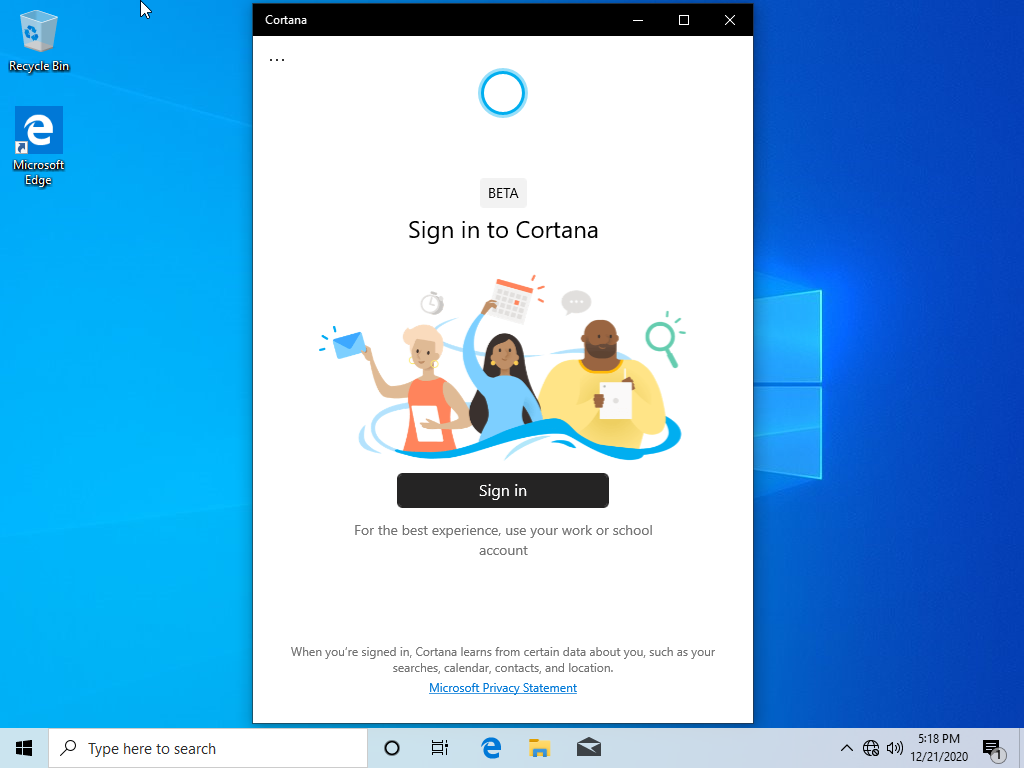 Cortana
Recycle Bin
...
Microsoft
Edge
BETA
Sign in to Cortana
Sign in
For the best experience, use your work or school
account
When you're signed in, Cortana learns from certain data about you, such as your
searches, calendar, contacts, and location.
Microsoft Privacy Statement
Type here to search
5:18 PM
12/21/2020
1